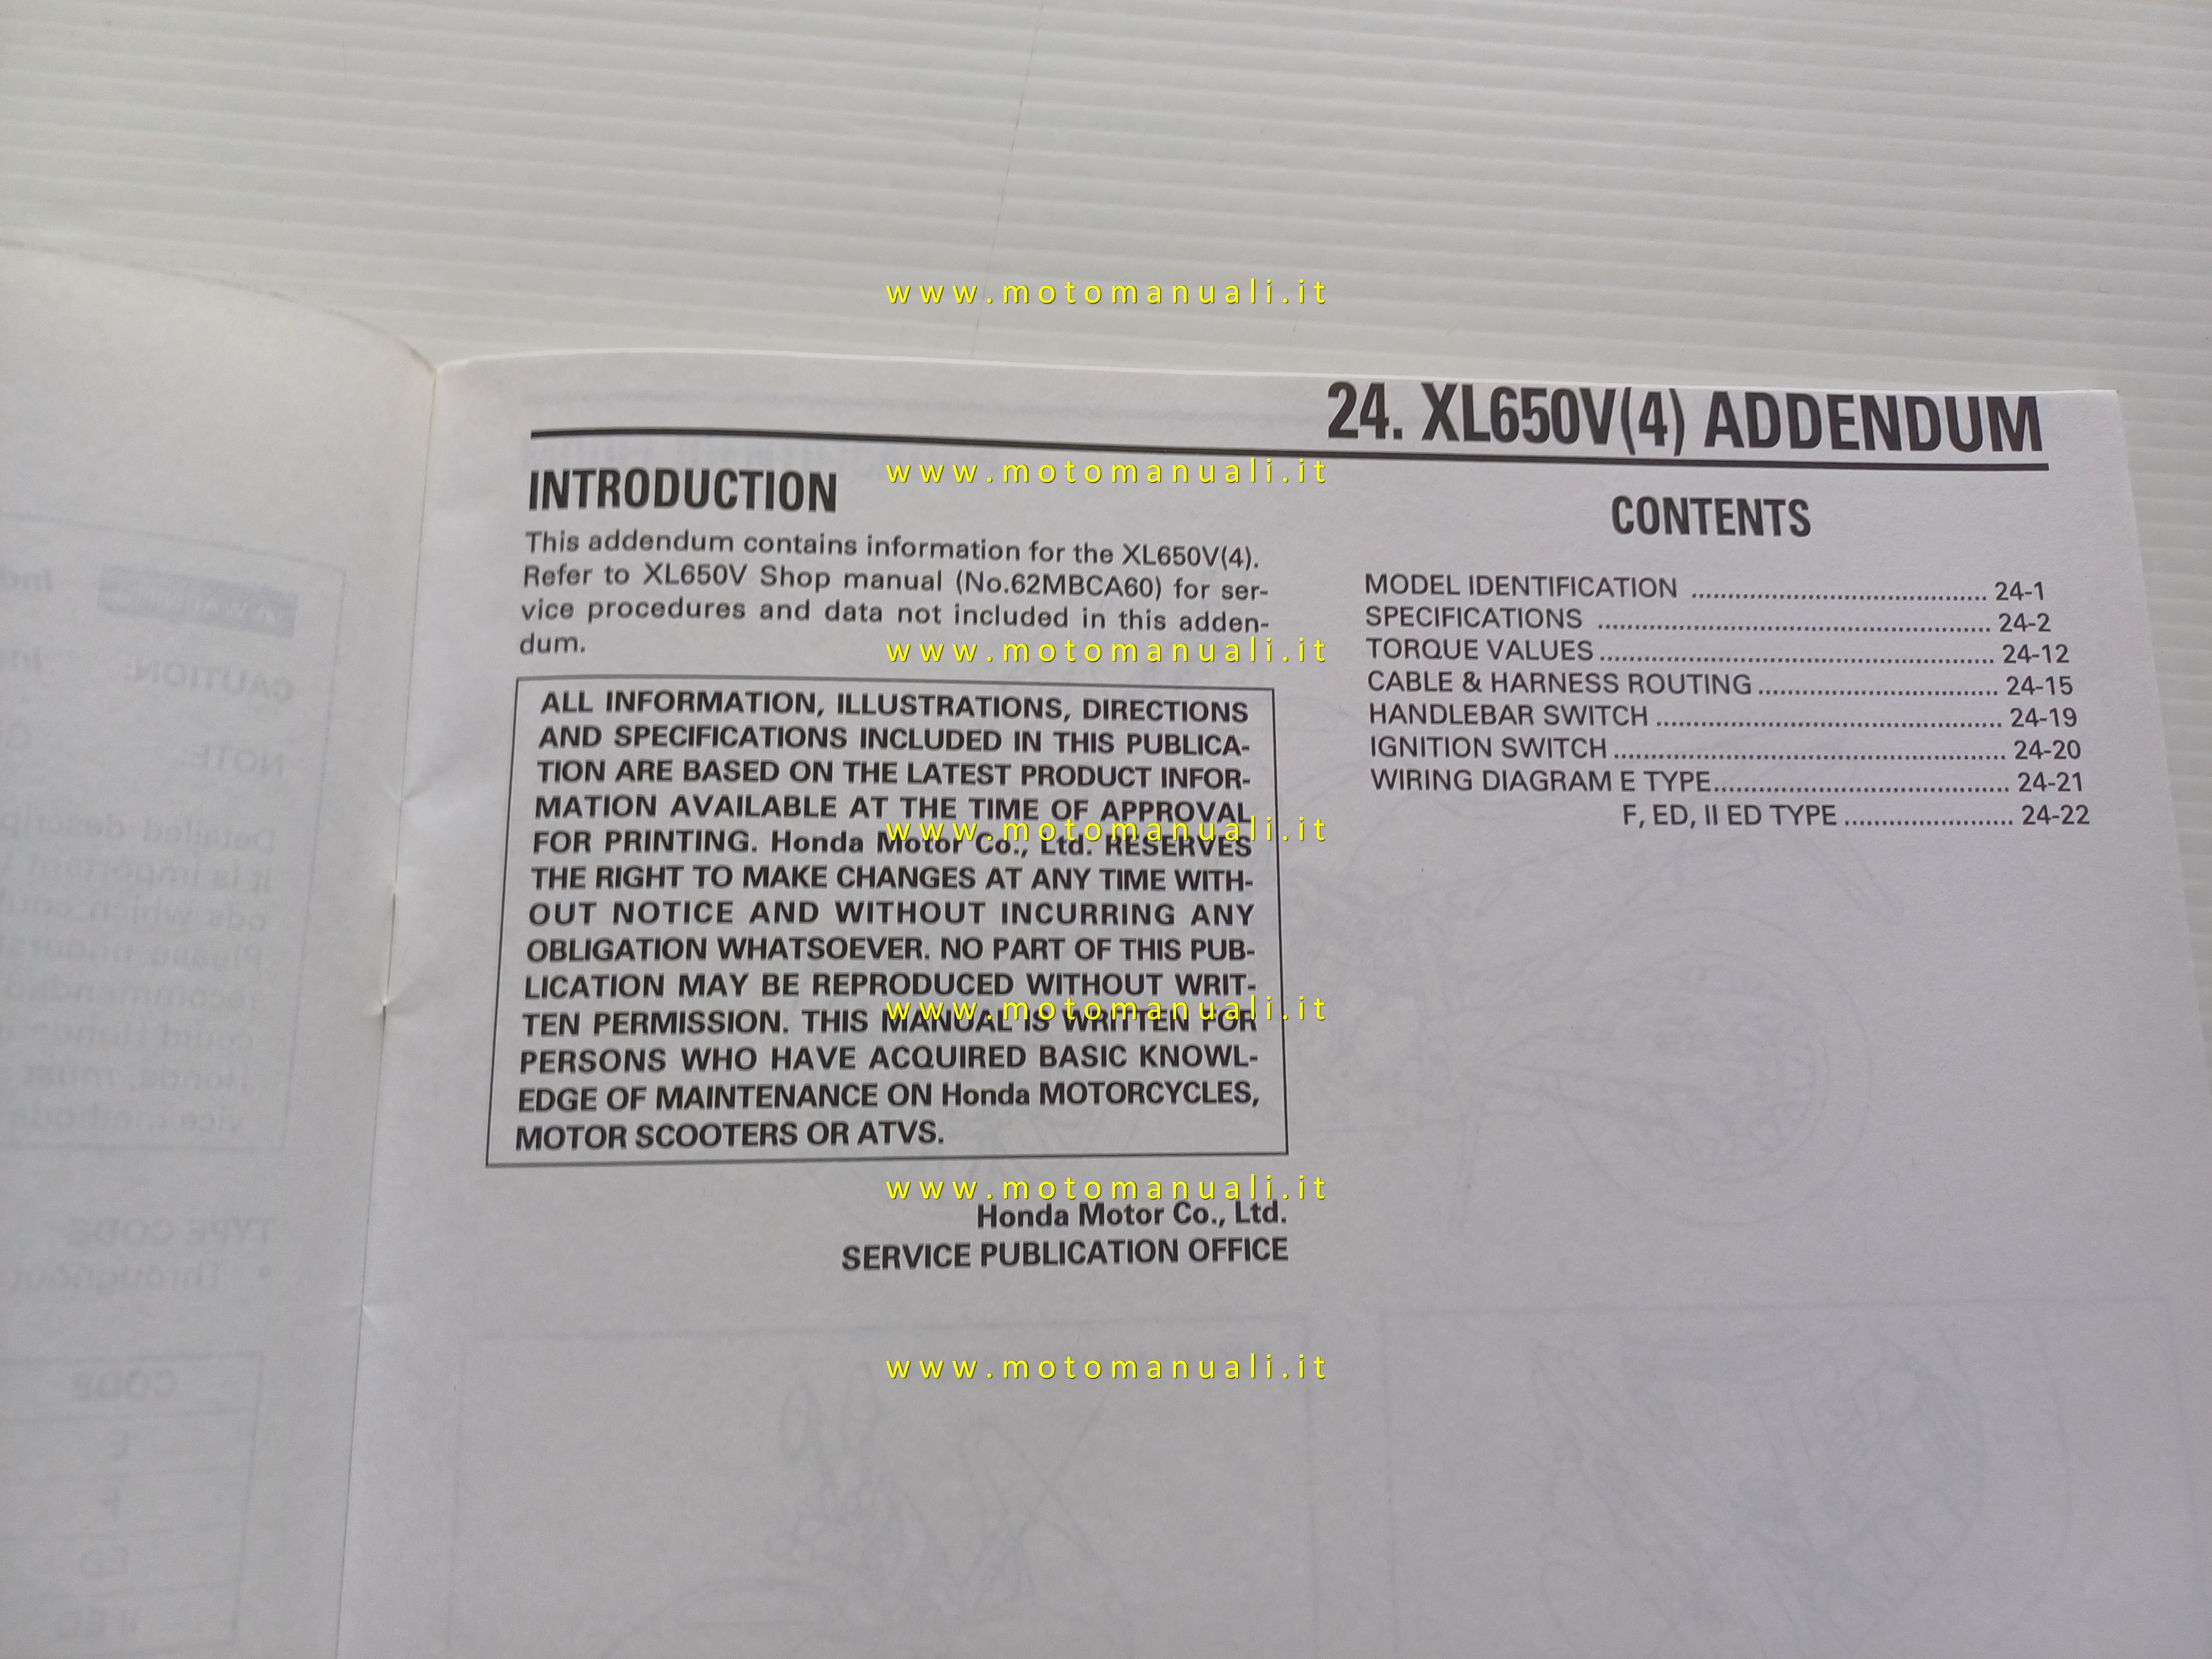 www.motomanuali.it
24. XL650V(4) ADDENDUM
www.motomanuali.it
INTRODUCTION
This addendum contains information for the XL650V(4).
Refer to XL650V Shop manual (No.62MBCA60) for ser-
vice procedures and data not included in this adden-
dum.
www.motomanuali.it
ALL INFORMATION, ILLUSTRATIONS, DIRECTIONS
AND SPECIFICATIONS INCLUDED IN THIS PUBLICA-
TION ARE BASED ON THE LATEST PRODUCT INFOR-
MATION AVAILABLE AT THE TIME OF APPROVAL
www.motomanuali.it
FOR PRINTING. Honda Motor Co., Ltd. RESERVES
THE RIGHT TO MAKE CHANGES AT ANY TIME WITH-
OUT NOTICE AND WITHOUT INCURRING ANY
OBLIGATION WHATSOEVER. NO PART OF THIS PUB-
LICATION MAY BE REPRODUCED WITHOUT WRIT-
www.motomanuali.it
TEN PERMISSION. THIS MANUAL IS WRITTEN FOR
PERSONS WHO HAVE ACQUIRED BASIC KNOWL-
EDGE OF MAINTENANCE ON Honda MOTORCYCLES,
MOTOR SCOOTERS OR ATVS.
www.motomanuali.it
Honda Motor Co., Ltd.
SERVICE PUBLICATION OFFICE
www.motomanuali.it
CONTENTS
MODEL IDENTIFICATION ........................................ 24-1
SPECIFICATIONS ..................................................... 24-2
TORQUE VALUES ..................................................... 24-12
CABLE & HARNESS ROUTING ................................ 24-15
HANDLEBAR SWITCH .............................................. 24-19
IGNITION SWITCH .................................................... 24-20
WIRING DIAGRAM E TYPE........................................ 24-21
F, ED, II ED TYPE ....................... 24-22